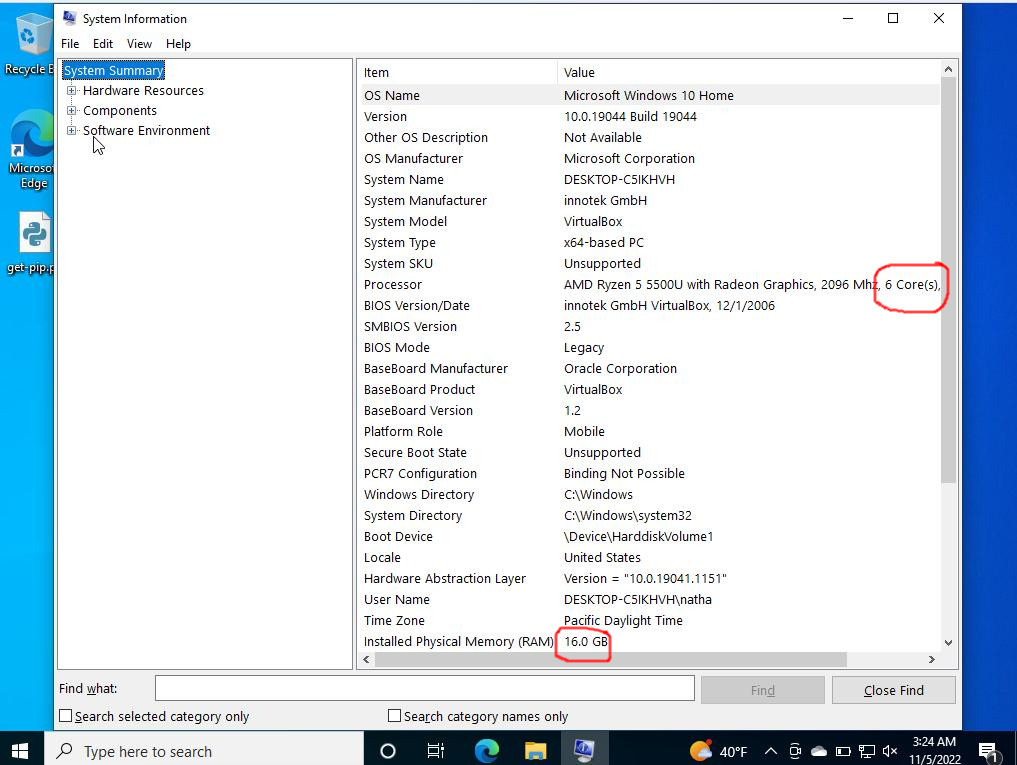 Recycle B
Microsof
Edge
get-pip.p
System Information
File Edit View Help
System Summary
Hardware Resources
Components
Software Environment
Item Value
OS Name Microsoft Windows 10 Home
Version 10.0.19044 Build 19044
Other OS Description Not Available
OS Manufacturer Microsoft Corporation
System Name DESKTOP-C5IKHVH
System Manufacturer innotek GmbH
System Model VirtualBox
System Type x64-based PC
System SKU Unsupported
Processor AMD Ryzen 5 5500U with Radeon Graphics, 2096 Mhz, 6 Core(s),
BIOS Version/Date innotek GmbH VirtualBox, 12/1/2006
SMBIOS Version 2.5
BIOS Mode Legacy
BaseBoard Manufacturer Oracle Corporation
BaseBoard Product VirtualBox
BaseBoard Version 1.2
Platform Role Mobile
Secure Boot State Unsupported
PCR7 Configuration Binding Not Possible
Windows Directory C:\Windows
System Directory C:\Windows\system32
Boot Device \Device\HarddiskVolume1
Locale United States
Hardware Abstraction Layer Version = "10.0.19041.1151"
User Name DESKTOP-C5IKHVH\natha
Time Zone Pacific Daylight Time
Installed Physical Memory (RAM) 16.0 GB
Find what:
Find
Close Find
Search selected category only
Search category names only
Type here to search
40°F
3:24 AM
11/5/2022
1